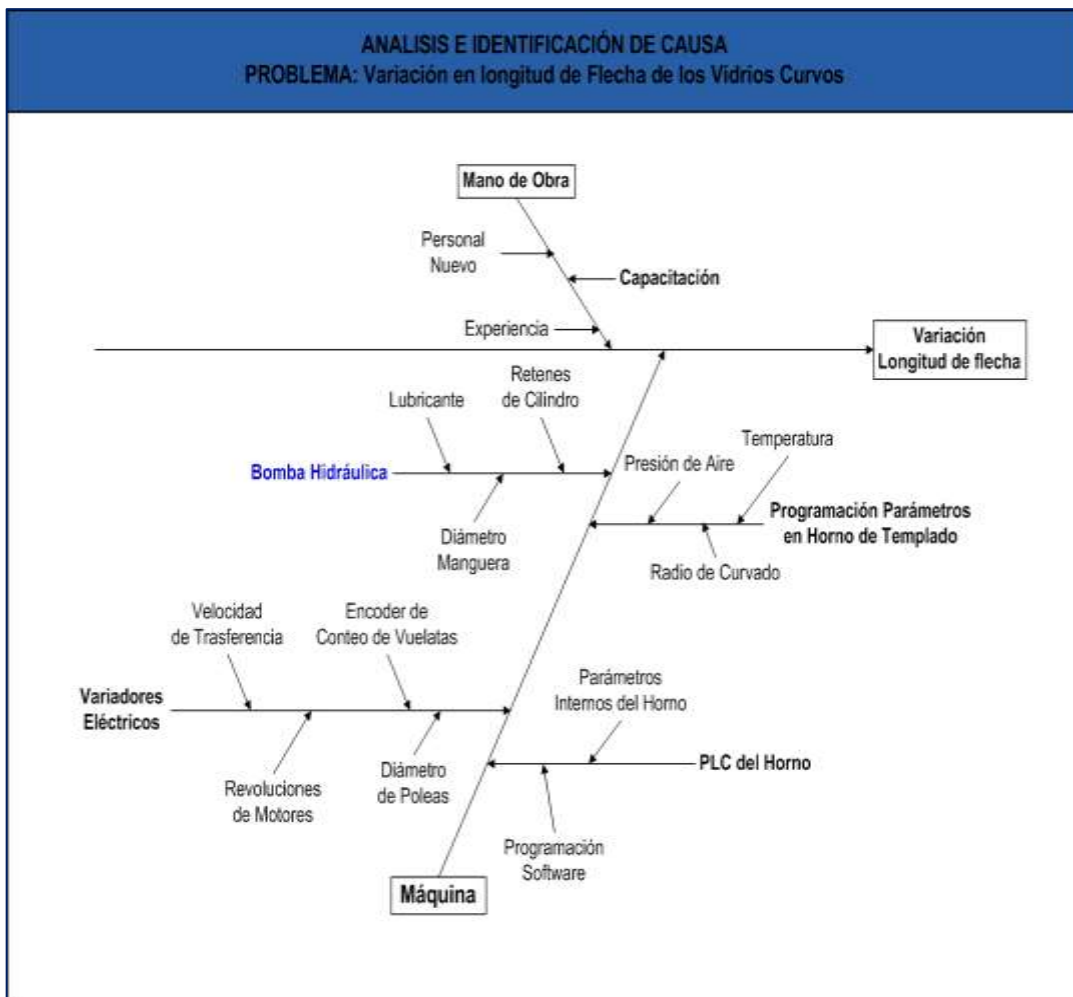 ANALISIS E IDENTIFICACIÓN DE CAUSA
PROBLEMA: Variación en longitud de Flecha de los Vidrios Curvos
Mano de Obra
Personal
Nuevo
Capacitación
Experiencia
Variación
Longitud de flecha
Retenes
de Cilindro
Lubricante
Temperatura
Presión de Aire
Bomba Hidráulica
Programación Parámetros
en Horno de Templado
Diámetro
Manguera
Radio de Curvado
Velocidad
de Trasferencia
Encoder de
Conteo de Vuelatas
Parámetros
Internos del Horno
Variadores
Eléctricos
PLC del Horno
Revoluciones
de Motores
Diámetro
de Poleas
Programación
Software
Máquina